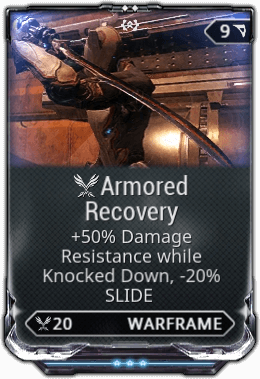 9
Armored
Recovery
+50% Damage
Resistance while
Knocked Down, -20%
SLIDE
20 WARFRAME